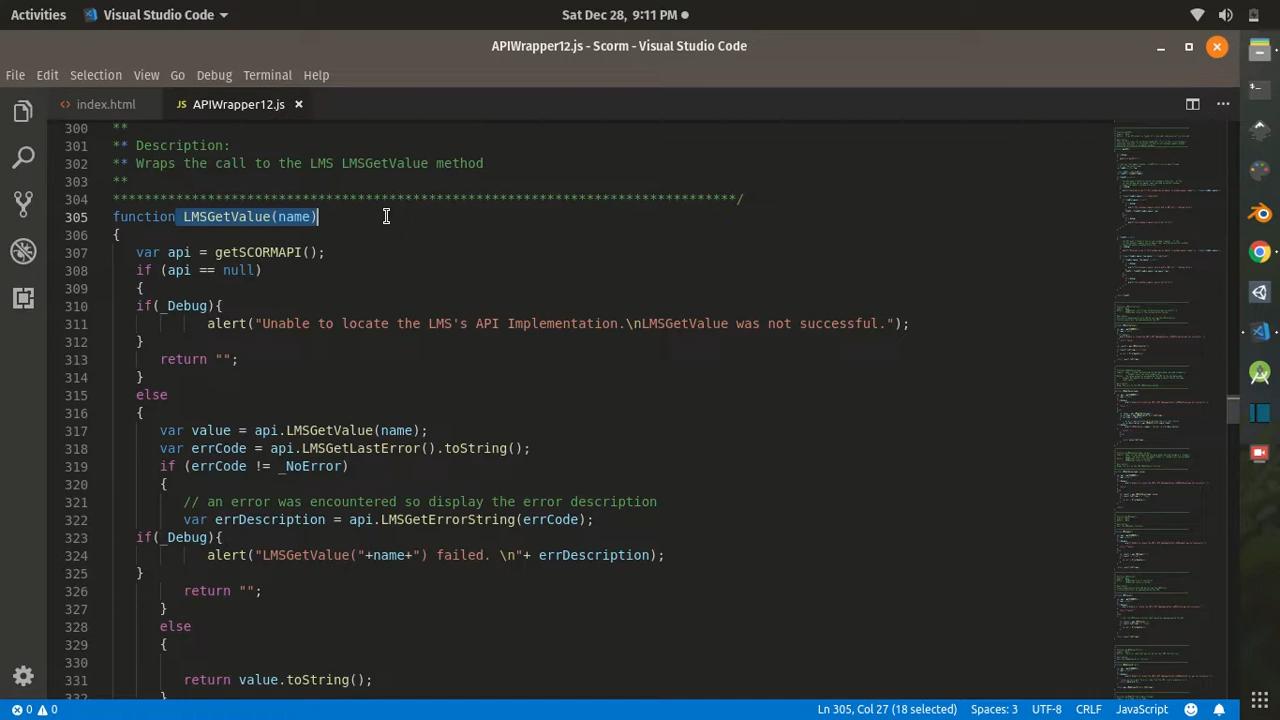 Activities
Visual Studio Code
Sat Dec 28, 9:11 PM
APIWrapper12.js - Scorm - Visual Studio Code
File Edit Selection View Go Debug Terminal Help
<> index.html
JS APIWrapper12.js ×
300 **
301 ** Description:
302 ** Wraps the call to the LMS LMSGetValue method
303 **
304 *******************************************************************************/
305 function LMSGetValue(name)
306 {
307 var api = getSCORMAPI();
308 if (api == null)
309 {
310 if(_Debug){
311 alert("Unable to locate the LMS's API Implementation.\nLMSGetValue was not successful.");
312 }
313 return "";
314 }
315 else
316 {
317 var value = api.LMSGetValue(name);
318 var errCode = api.LMSGetLastError().toString();
319 if (errCode != _NoError)
320 {
321 // an error was encountered so display the error description
322 var errDescription = api.LMSGetErrorString(errCode);
323 if(_Debug){
324 alert("LMSGetValue("+name+") failed. \n"+ errDescription);
325 }
326 return "";
327 }
328 else
329 {
330
331 return value.toString();
332 }
0 0
Ln 305, Col 27 (18 selected) Spaces: 3 UTF-8 CRLF JavaScript